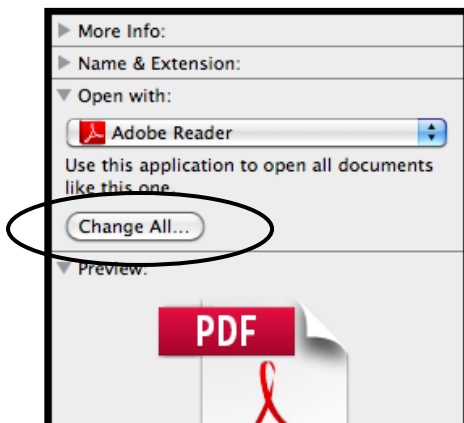 More Info:
Name & Extension:
Open with:
Adobe Reader
Use this application to open all documents
like this one.
Change All...
Preview:
PDF